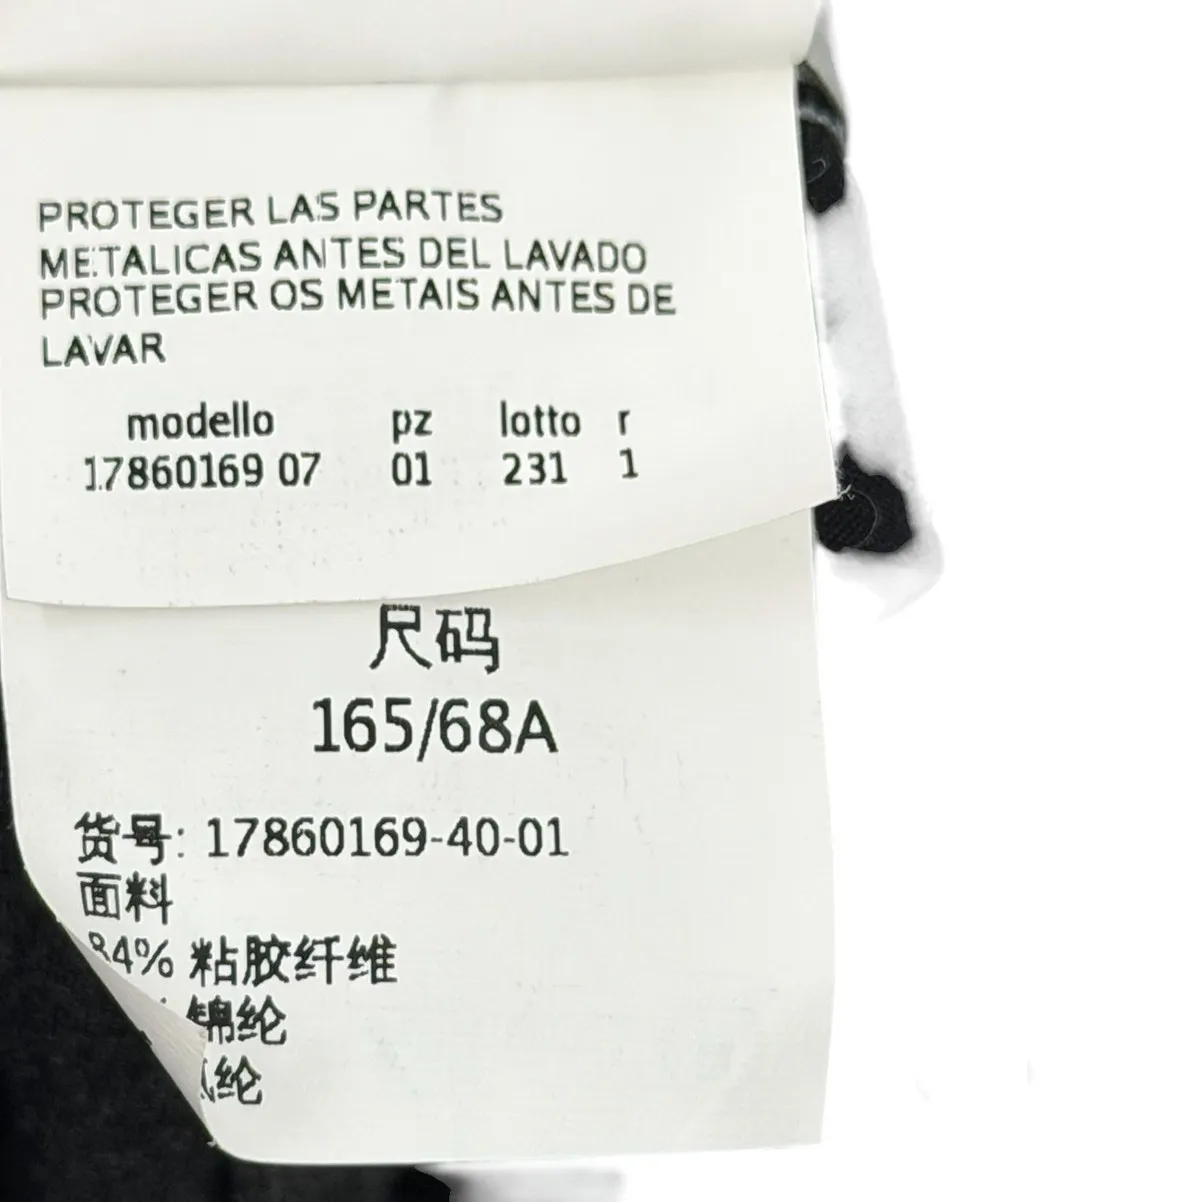 PROTEGER LAS PARTES
METALICAS ANTES DEL LAVADO
PROTEGER OS METAIS ANTES DE
LAVAR
modello pz lotto r
17860169 07 01 231 1
尺码
165/68A
货号: 17860169-40-01
面料
84% 粘胶纤维
锦纶
纶